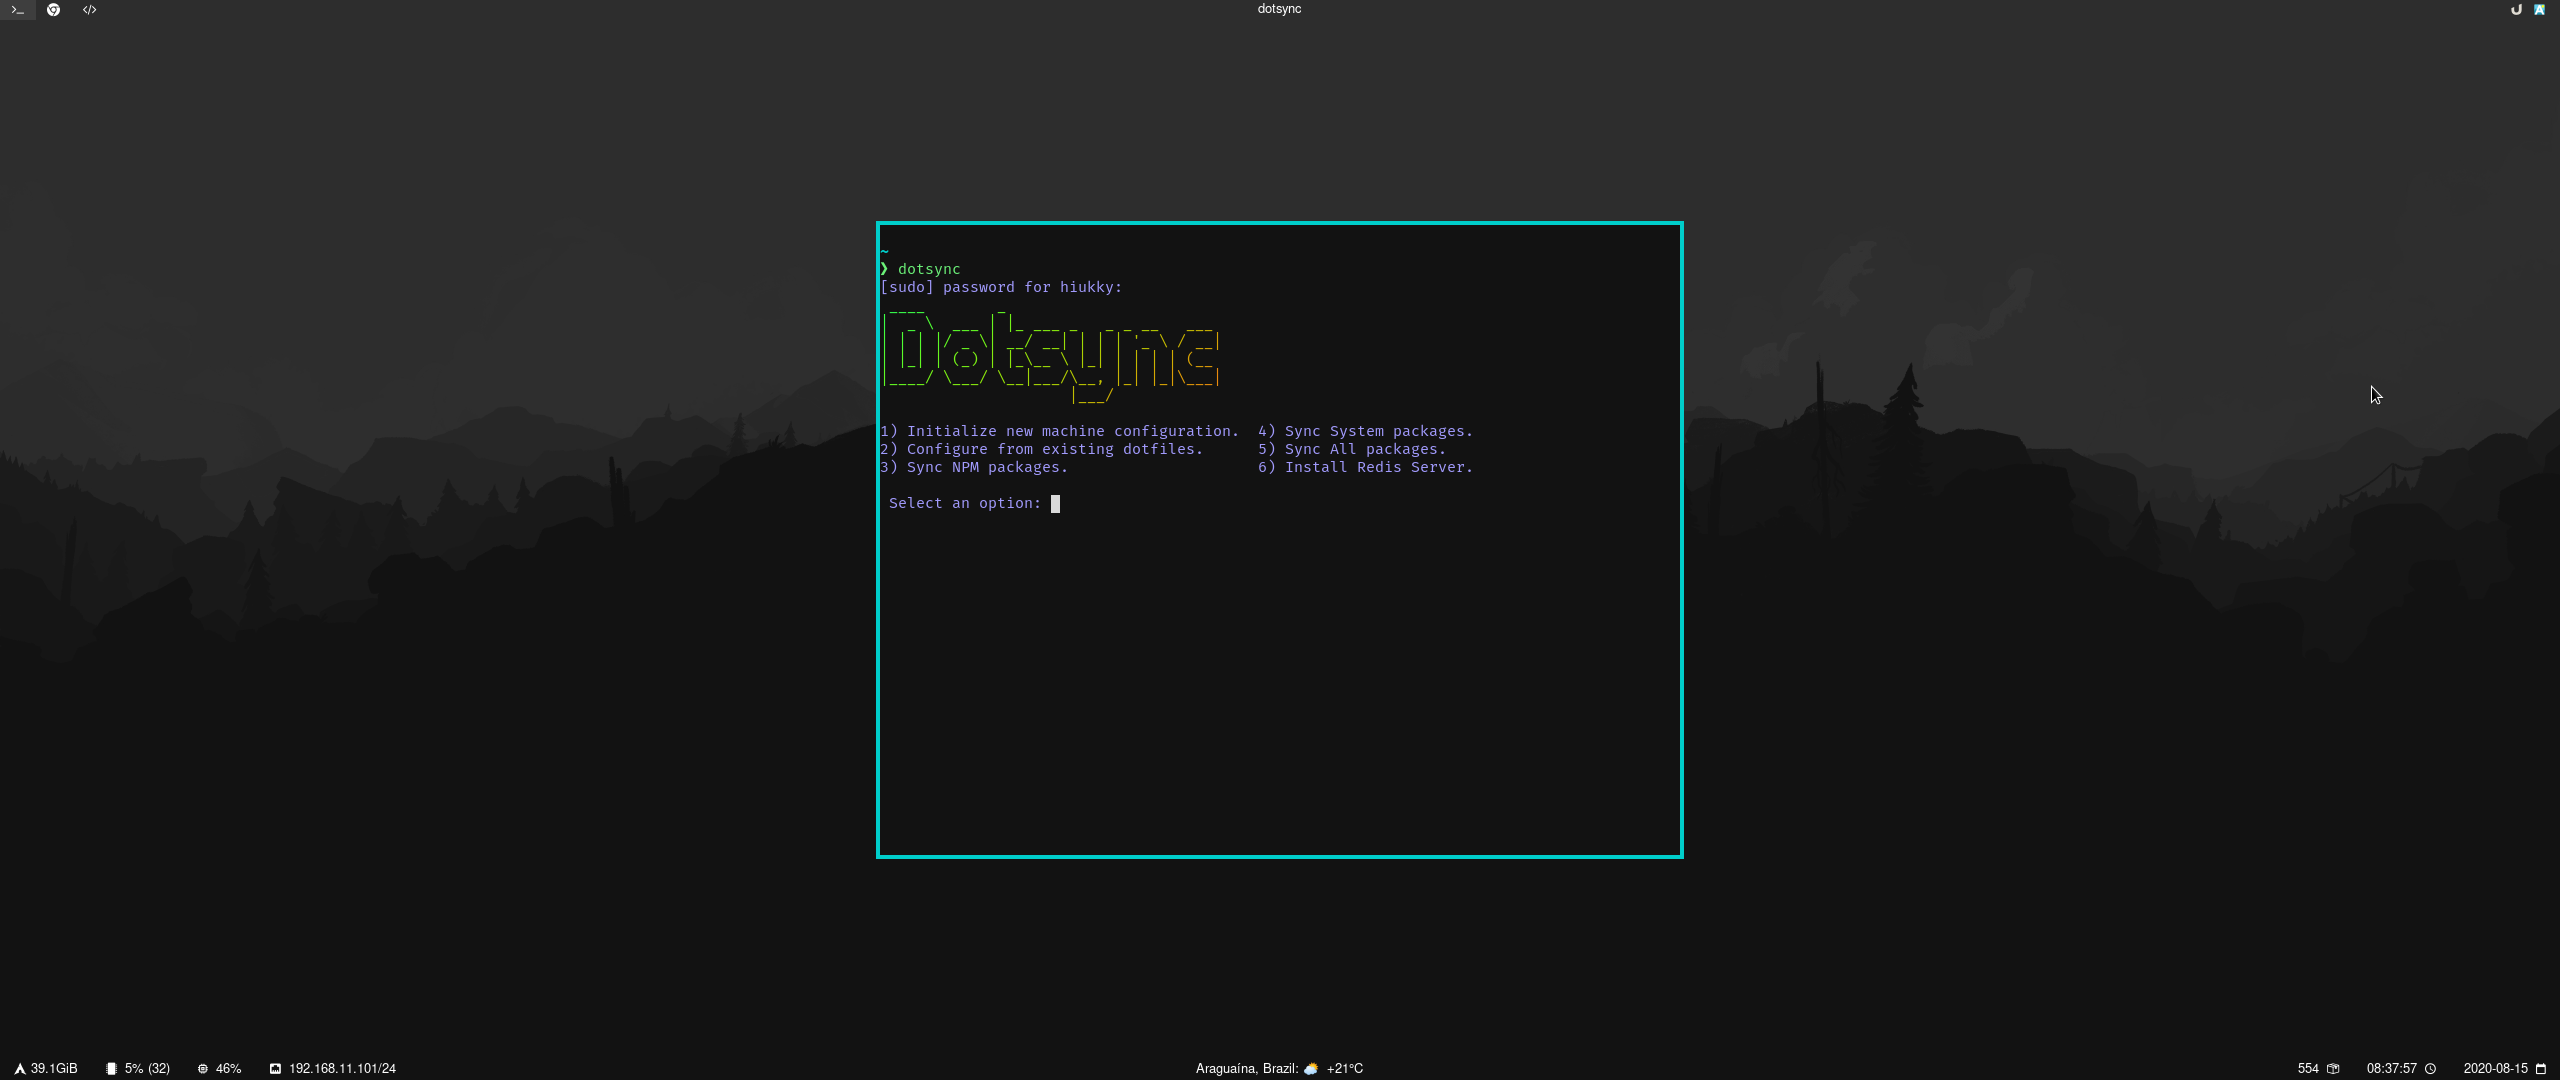 dotsync
~
❯ dotsync
[sudo] password for hiukky:
Dotsync
1) Initialize new machine configuration.  4) Sync System packages.
2) Configure from existing dotfiles.      5) Sync All packages.
3) Sync NPM packages.                     6) Install Redis Server.
Select an option:
39.1GiB 5% (32) 46% 192.168.11.101/24 Araguaína, Brazil: +21°C 554 08:37:57 2020-08-15